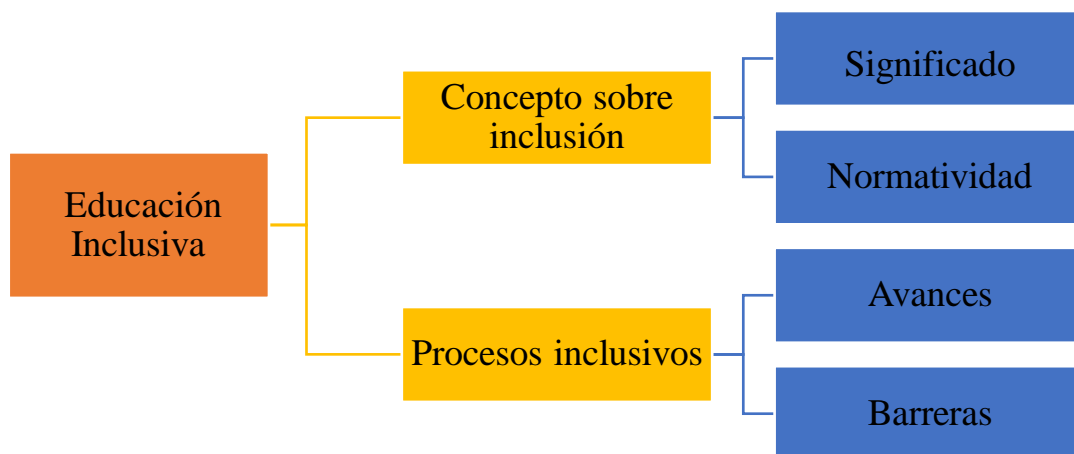 Educación
Inclusiva
Concepto sobre
inclusión
Significado
Normatividad
Procesos inclusivos
Avances
Barreras